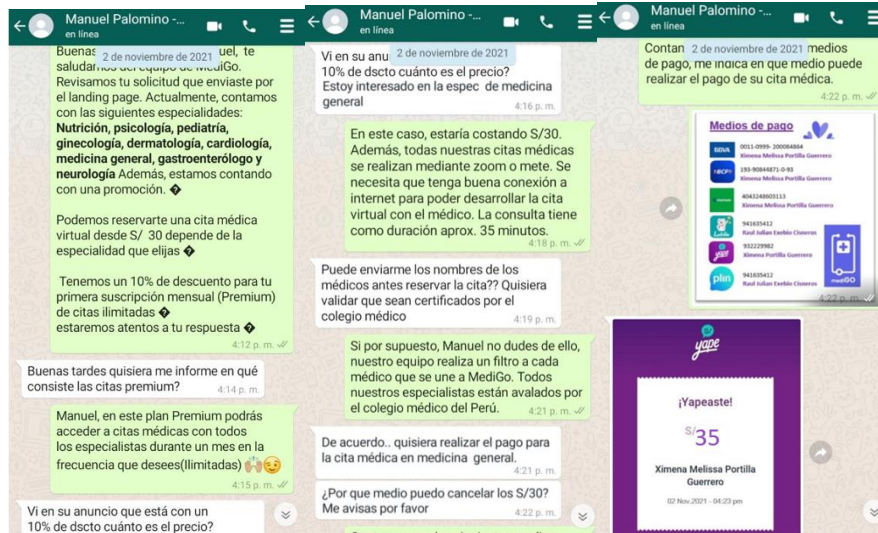 Manuel Palomino -...
en línea
2 de noviembre de 2021
Buenas uel, te
saludamos del equipo de MediGo.
Revisamos tu solicitud que enviaste por
el landing page. Actualmente, contamos
con las siguientes especialidades:
Nutrición, psicología, pediatría,
ginecología, dermatología, cardiología,
medicina general, gastroenterólogo y
neurología Además, estamos contando
con una promoción.
Podemos reservarte una cita médica
virtual desde S/ 30 depende de la
especialidad que elijas
Tenemos un 10% de descuento para tu
primera suscripción mensual (Premium)
de citas ilimitadas
estaremos atentos a tu respuesta
4:12 p. m.
Buenas tardes quisiera me informe en qué
consiste las citas premium?
4:14 p. m.
Manuel, en este plan Premium podrás
acceder a citas médicas con todos
los especialistas durante un mes en la
frecuencia que desees(Ilimitadas) 🙌😉
4:15 p. m.
Vi en su anuncio que está con un
10% de dscto cuánto es el precio?
Manuel Palomino -...
en línea
2 de noviembre de 2021
Vi en su anu
10% de dscto cuánto es el precio?
Estoy interesado en la espec de medicina
general
4:16 p. m.
En este caso, estaría costando S/30.
Además, todas nuestras citas médicas
se realizan mediante zoom o mete. Se
necesita que tenga buena conexión a
internet para poder desarrollar la cita
virtual con el médico. La consulta tiene
como duración aprox. 35 minutos.
4:18 p. m.
Puede enviarme los nombres de los
médicos antes reservar la cita?? Quisiera
validar que sean certificados por el
colegio médico
4:19 p. m.
Si por supuesto, Manuel no dudes de ello,
nuestro equipo realiza un filtro a cada
médico que se une a MediGo. Todos
nuestros especialistas están avalados por
el colegio médico del Perú.
4:21 p. m.
De acuerdo.. quisiera realizar el pago para
la cita médica en medicina general.
4:21 p. m.
¿Por que medio puedo cancelar los S/30?
Me avisas por favor
4:22 p. m.
Manuel Palomino -...
en línea
2 de noviembre de 2021
Contan medios
de pago, me indica en que medio puede
realizar el pago de su cita médica.
4:22 p. m.
Medios de pago
BBVA
0011-0999- 200084864
Ximena Melissa Portilla Guerrero
193-90844871-0-93
Ximena Melissa Portilla Guerrero
4043248603113
Ximena Melissa Portilla Guerrero
941635412
Raul Julian Exebio Cisneros
yape
932229982
Ximena Portilla Guerrero
plin
941635412
Raul Julian Exebio Cisneros
mediGO
4:22 p. m.
yape
¡Yapeaste!
S/35
Ximena Melissa Portilla
Guerrero
02 Nov.2021 - 04:23 pm